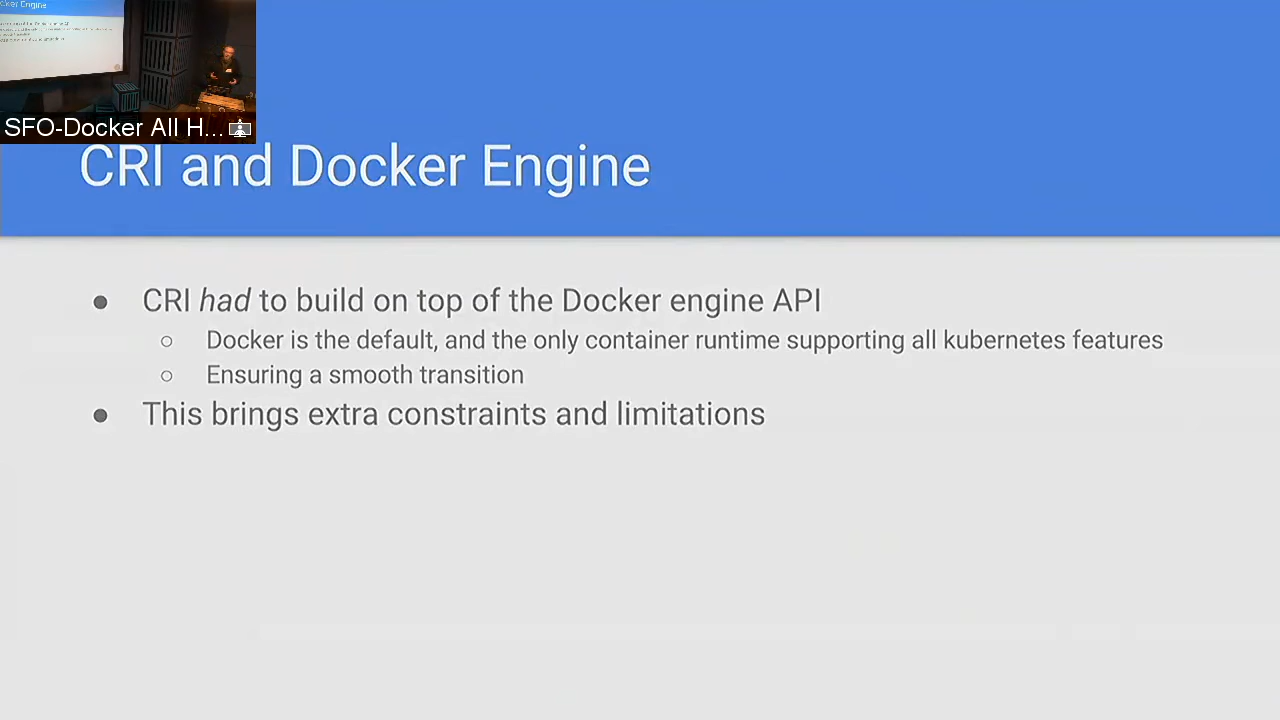 cker Engine
SFO-Docker All H...
CRI and Docker Engine
CRI had to build on top of the Docker engine API
Docker is the default, and the only container runtime supporting all kubernetes features
Ensuring a smooth transition
This brings extra constraints and limitations